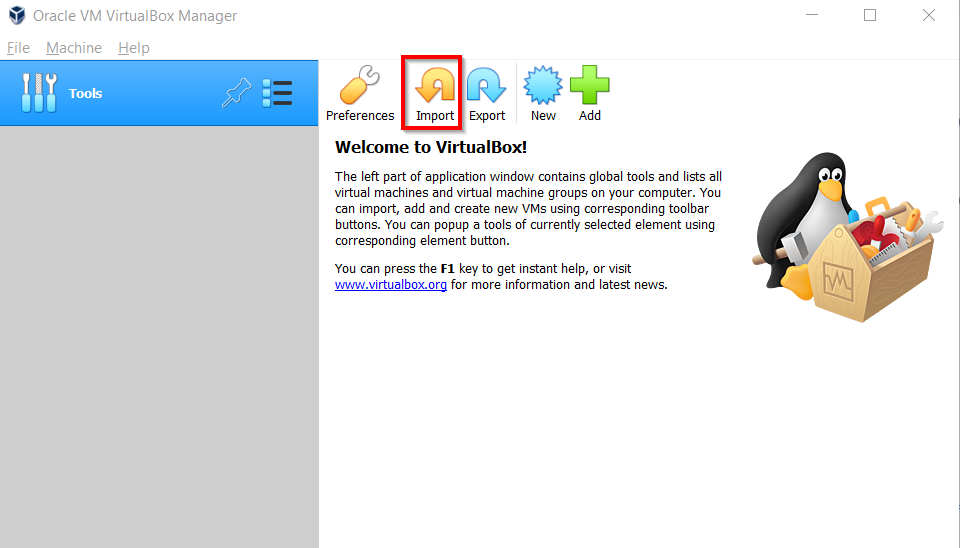 Oracle VM VirtualBox Manager
File Machine Help
Tools
Preferences Import Export New Add
Welcome to VirtualBox!
The left part of application window contains global tools and lists all
virtual machines and virtual machine groups on your computer. You
can import, add and create new VMs using corresponding toolbar
buttons. You can popup a tools of currently selected element using
corresponding element button.
You can press the F1 key to get instant help, or visit
www.virtualbox.org for more information and latest news.